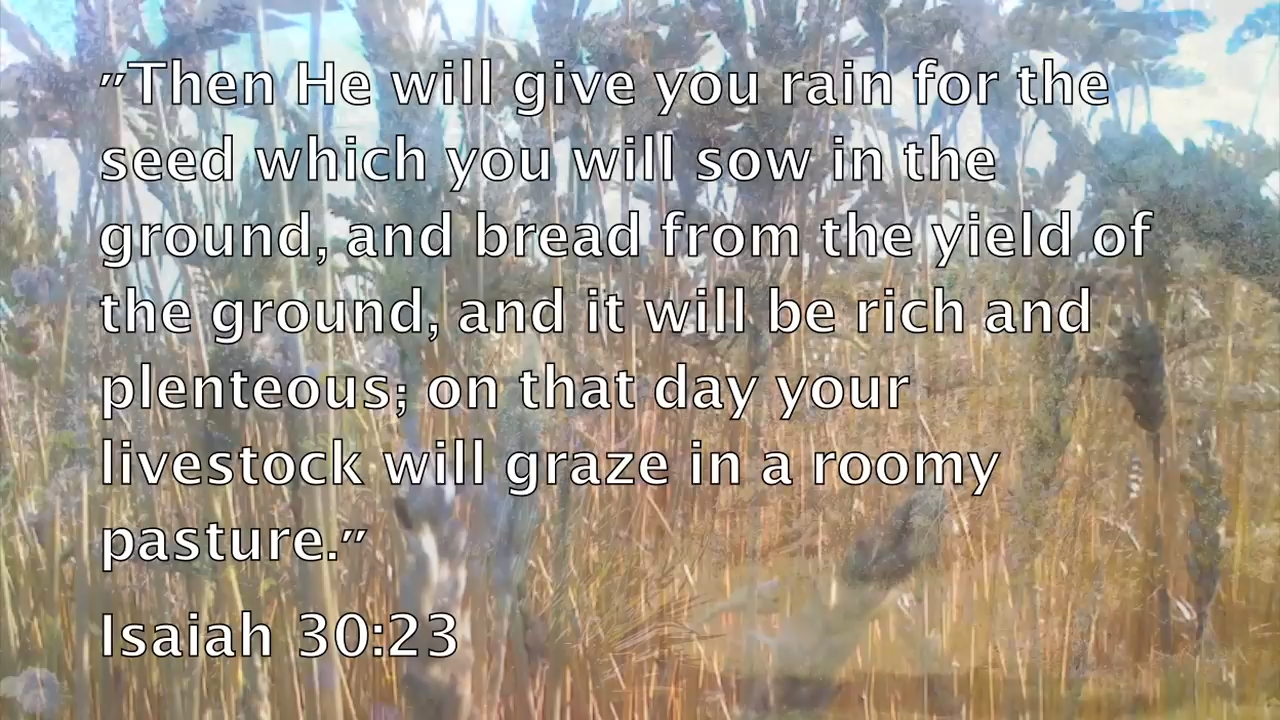 "Then He will give you rain for the
seed which you will sow in the
ground, and bread from the yield of
the ground, and it will be rich and
plenteous; on that day your
livestock will graze in a roomy
pasture."
Isaiah 30:23